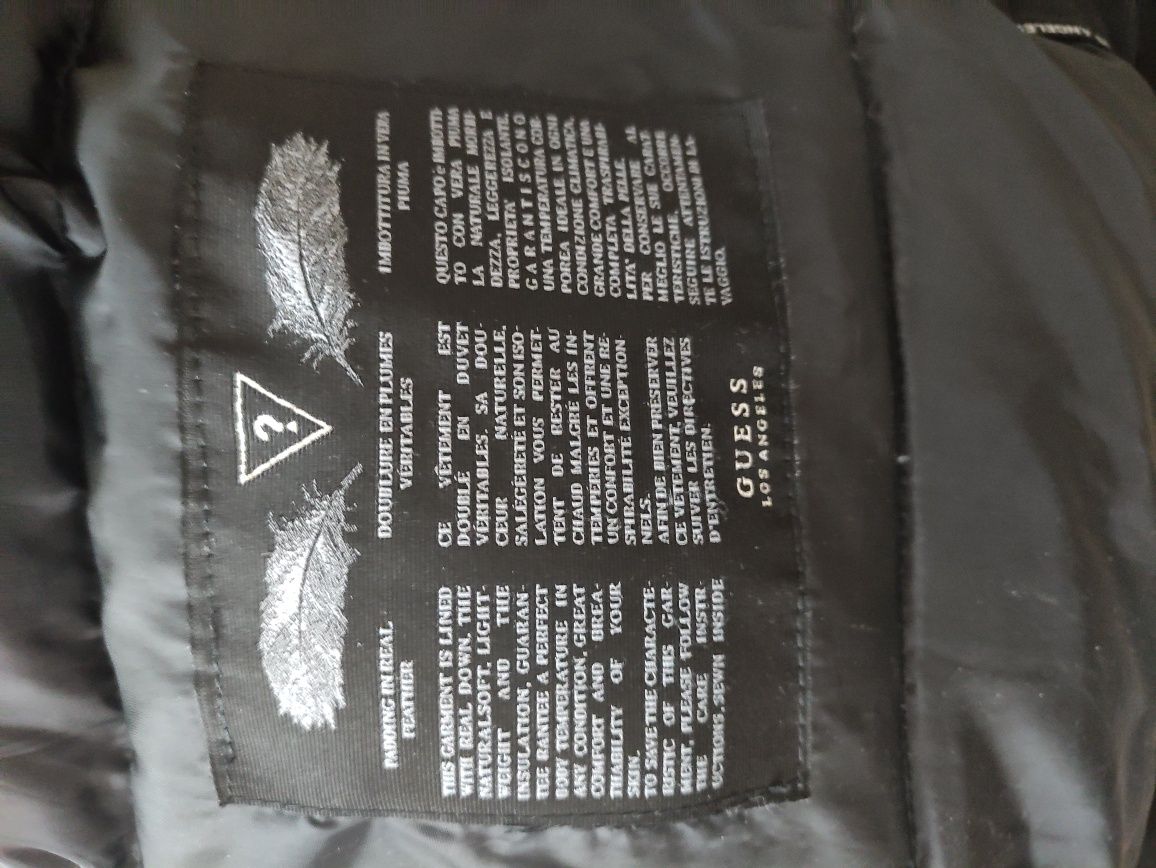 ?
PADDING IN REAL
FEATHER
THIS GARMENT IS LINED
WITH REAL DOWN. THE
NATURALSOFT, LIGHT-
WEIGHT AND THE
INSULATION, GUARAN-
TEE RANTEE A PERFECT
BODY TEMPERATURE IN
ANY CONDITION, GREAT
COMFORT AND BREA-
THABILITY OF YOUR
SKIN.
TO SAVE THE CHARACTE-
RISTIC OF THIS GAR-
MENT, PLEASE FOLLOW
THE CARE INSTR
UCTIONS, SEWN INSIDE
DOUBLURE EN PLUMES
VÉRITABLES
CE VÊTEMENT EST
DOUBLÉ EN DUVET
VÉRITABLES, SA DOU-
CEUR NATURELLE,
SALÉGÈRETÉ ET SON ISO-
LATION VOUS PERMET-
TENT DE RESTER AU
CHAUD MALGRÉ LES IN-
TEMPÉRIES ET OFFRENT
UN CONFORT ET UNE RE-
SPIRABILITÉ EXCEPTION-
NELS.
AFIN DE BIEN PRÉSERVER
CE VÊTEMENT, VEUILLEZ
SUIVER LES DIRECTIVES
D'ENTRETIEN.
IMBOTTITURA IN VERA
PIUMA
QUESTO CAPO è IMBOTTI-
TO CON VERA PIUMA
LA NATURALE MORBI-
DEZZA, LEGGEREZZA E
PROPRIETA' ISOLANTE,
GARANTISCONO
UNA TEMPERATURA COR-
POREA IDEALE IN OGNI
CONDIZIONE CLIMATICA,
GRANDE COMFORT E UNA
COMPLETA TRASPIRABI-
LITA' DELLA PELLE.
PER CONSERVARE AL
MEGLIO LE SUE CARAT-
TERISTICHE, OCCORRE
SEGUIRE ATTENTAMEN-
TE LE ISTRUZIONI DI LA-
VAGGIO.
GUESS
LOS ANGELES
ANGELES